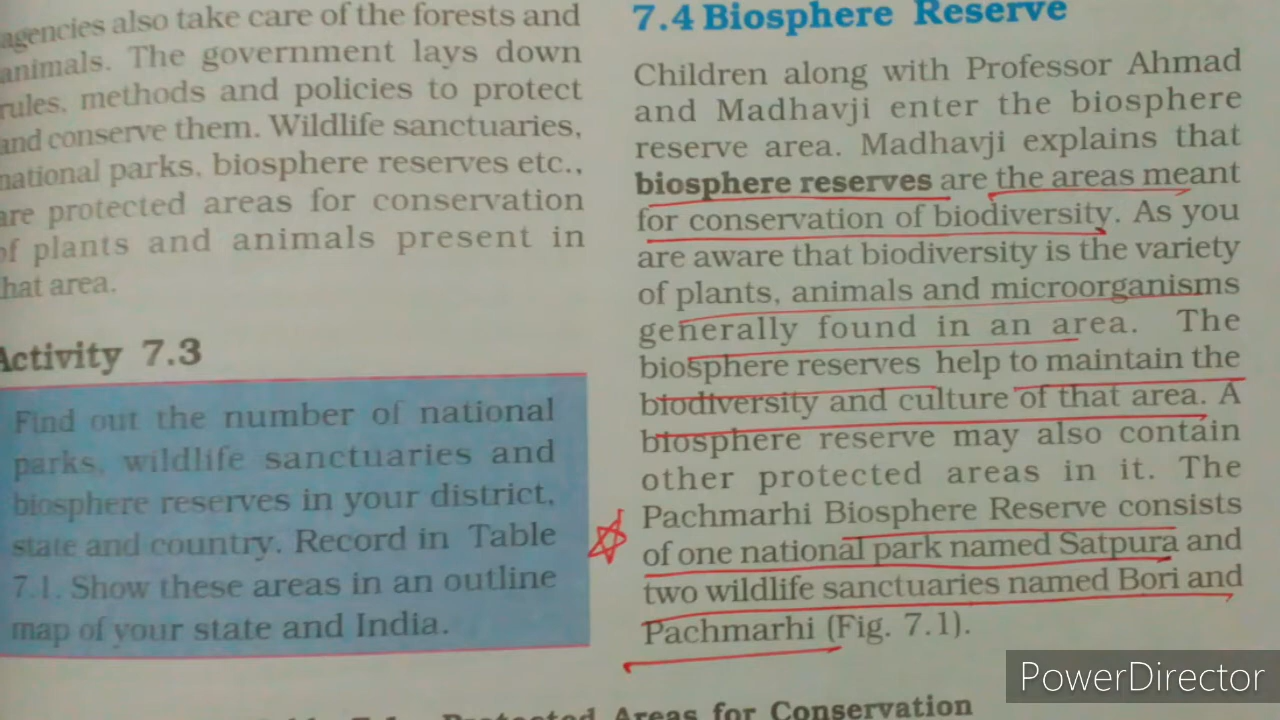 agencies also take care of the forests and
animals. The government lays down
rules, methods and policies to protect
and conserve them. Wildlife sanctuaries,
national parks, biosphere reserves etc.,
are protected areas for conservation
of plants and animals present in
that area.
Activity 7.3
Find out the number of national
parks, wildlife sanctuaries and
biosphere reserves in your district,
state and country. Record in Table
7.1. Show these areas in an outline
map of your state and India.
7.4 Biosphere Reserve
Children along with Professor Ahmad
and Madhavji enter the biosphere
reserve area. Madhavji explains that
biosphere reserves are the areas meant
for conservation of biodiversity. As you
are aware that biodiversity is the variety
of plants, animals and microorganisms
generally found in an area. The
biosphere reserves help to maintain the
biodiversity and culture of that area. A
biosphere reserve may also contain
other protected areas in it. The
Pachmarhi Biosphere Reserve consists
of one national park named Satpura and
two wildlife sanctuaries named Bori and
Pachmarhi (Fig. 7.1).
Protected Areas for Conservation
PowerDirector